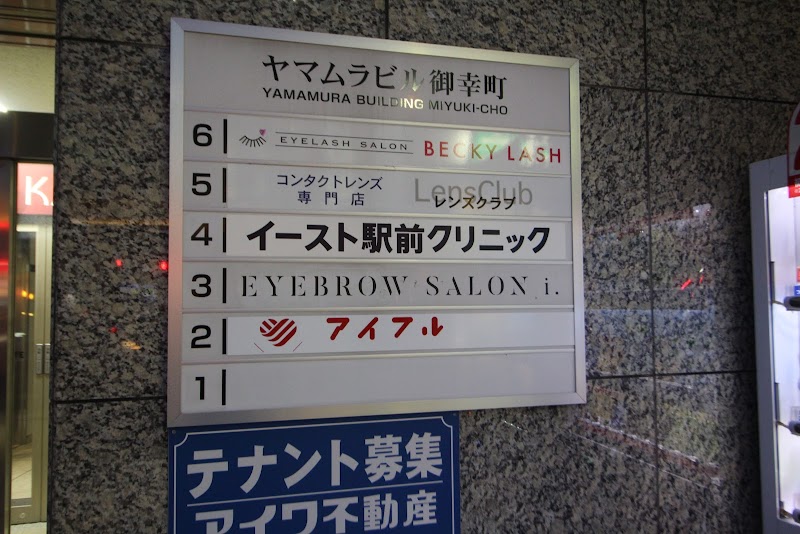 ヤマムラビル御幸町
YAMAMURA BUILDING MIYUKI-CHO
6 EYELASH SALON BECKY LASH
5 コンタクトレンズ専門店 LensClub レンズクラブ
4 イースト駅前クリニック
3 EYEBROW SALON i.
2 アイフル
1
テナント募集
アイワ不動産